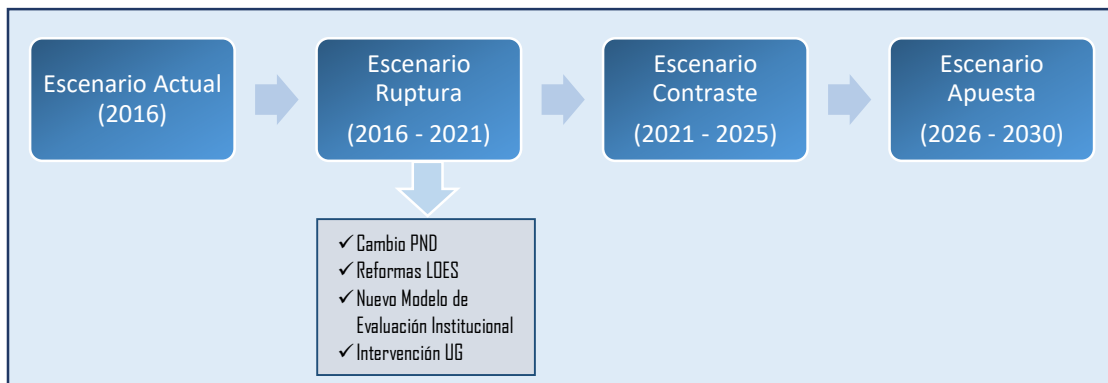 Escenario Actual
(2016)
Escenario
Ruptura
(2016 - 2021)
Escenario
Contraste
(2021 - 2025)
Escenario
Apuesta
(2026 - 2030)
✓ Cambio PND
✓ Reformas LOES
✓ Nuevo Modelo de
Evaluación Institucional
✓ Intervención UG